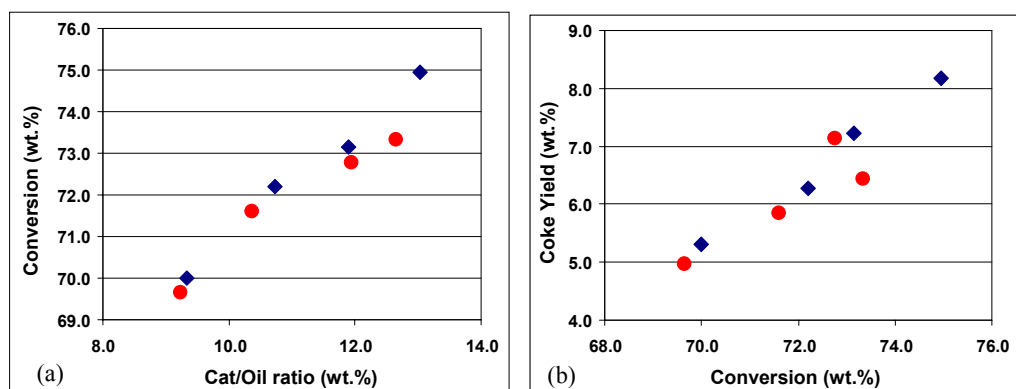 76.0
75.0
74.0
73.0
72.0
71.0
70.0
69.0
Conversion (wt.%)
8.0 10.0 12.0 14.0
(a) Cat/Oil ratio (wt.%)
9.0
8.0
7.0
6.0
5.0
4.0
Coke Yield (wt.%)
68.0 70.0 72.0 74.0 76.0
(b) Conversion (wt.%)